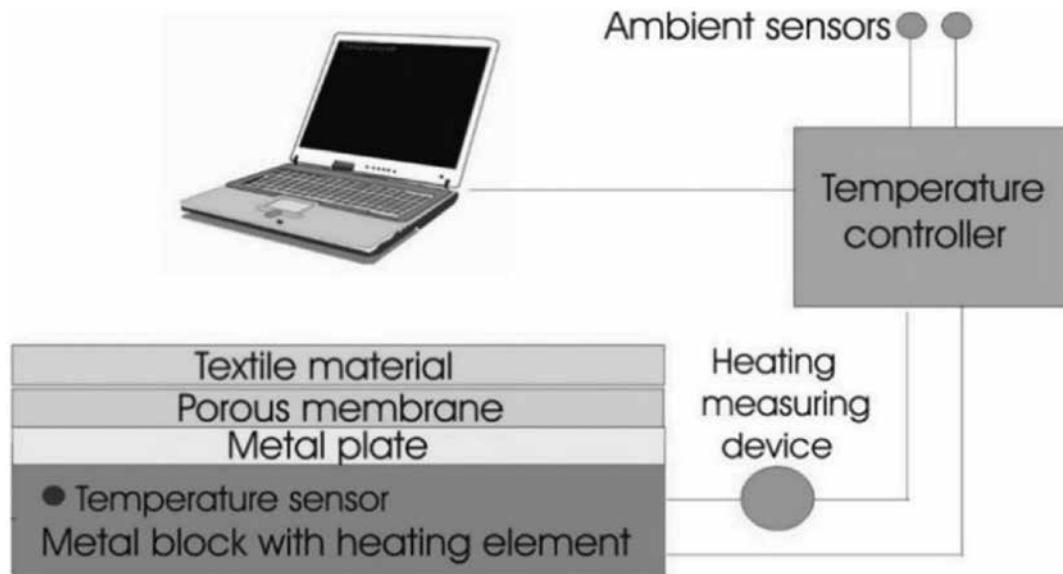 Ambient sensors
Temperature
controller
Heating
measuring
device
Textile material
Porous membrane
Metal plate
Temperature sensor
Metal block with heating element